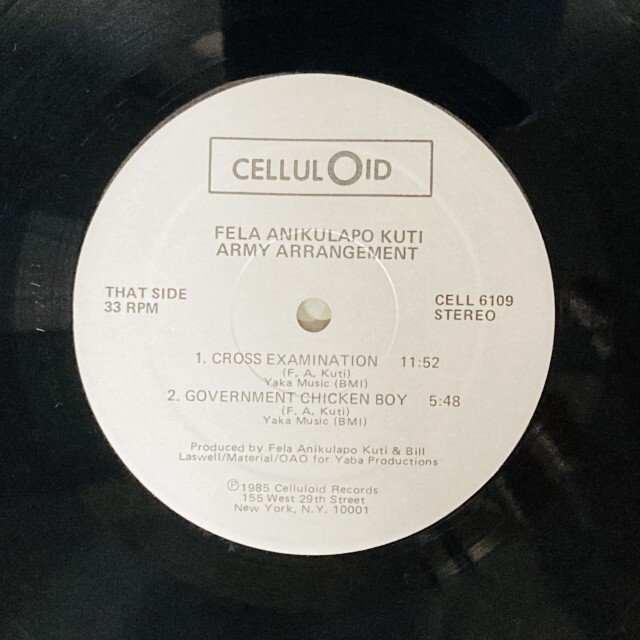 CELLULOID
FELA ANIKULAPO KUTI
ARMY ARRANGEMENT
THAT SIDE
33 RPM
CELL 6109
STEREO
1. CROSS EXAMINATION 11:52
(F. A. Kuti)
Yaka Music (BMI)
2. GOVERNMENT CHICKEN BOY 5:48
(F. A. Kuti)
Yaka Music (BMI)
Produced by Fela Anikulapo Kuti & Bill
Laswell/Material/OAO for Yaba Productions
Ⓟ1985 Celluloid Records
155 West 29th Street
New York, N.Y. 10001